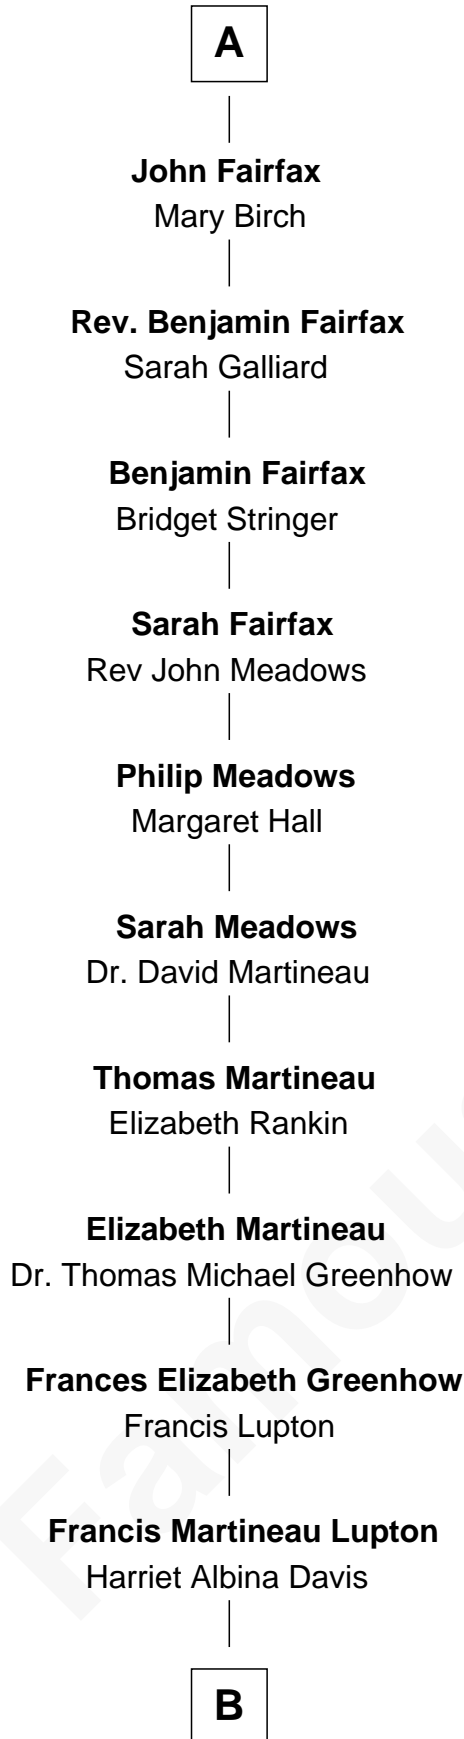 A
John Fairfax
Mary Birch
Rev. Benjamin Fairfax
Sarah Galliard
Benjamin Fairfax
Bridget Stringer
Sarah Fairfax
Rev John Meadows
Philip Meadows
Margaret Hall
Sarah Meadows
Dr. David Martineau
Thomas Martineau
Elizabeth Rankin
Elizabeth Martineau
Dr. Thomas Michael Greenhow
Frances Elizabeth Greenhow
Francis Lupton
Francis Martineau Lupton
Harriet Albina Davis
B